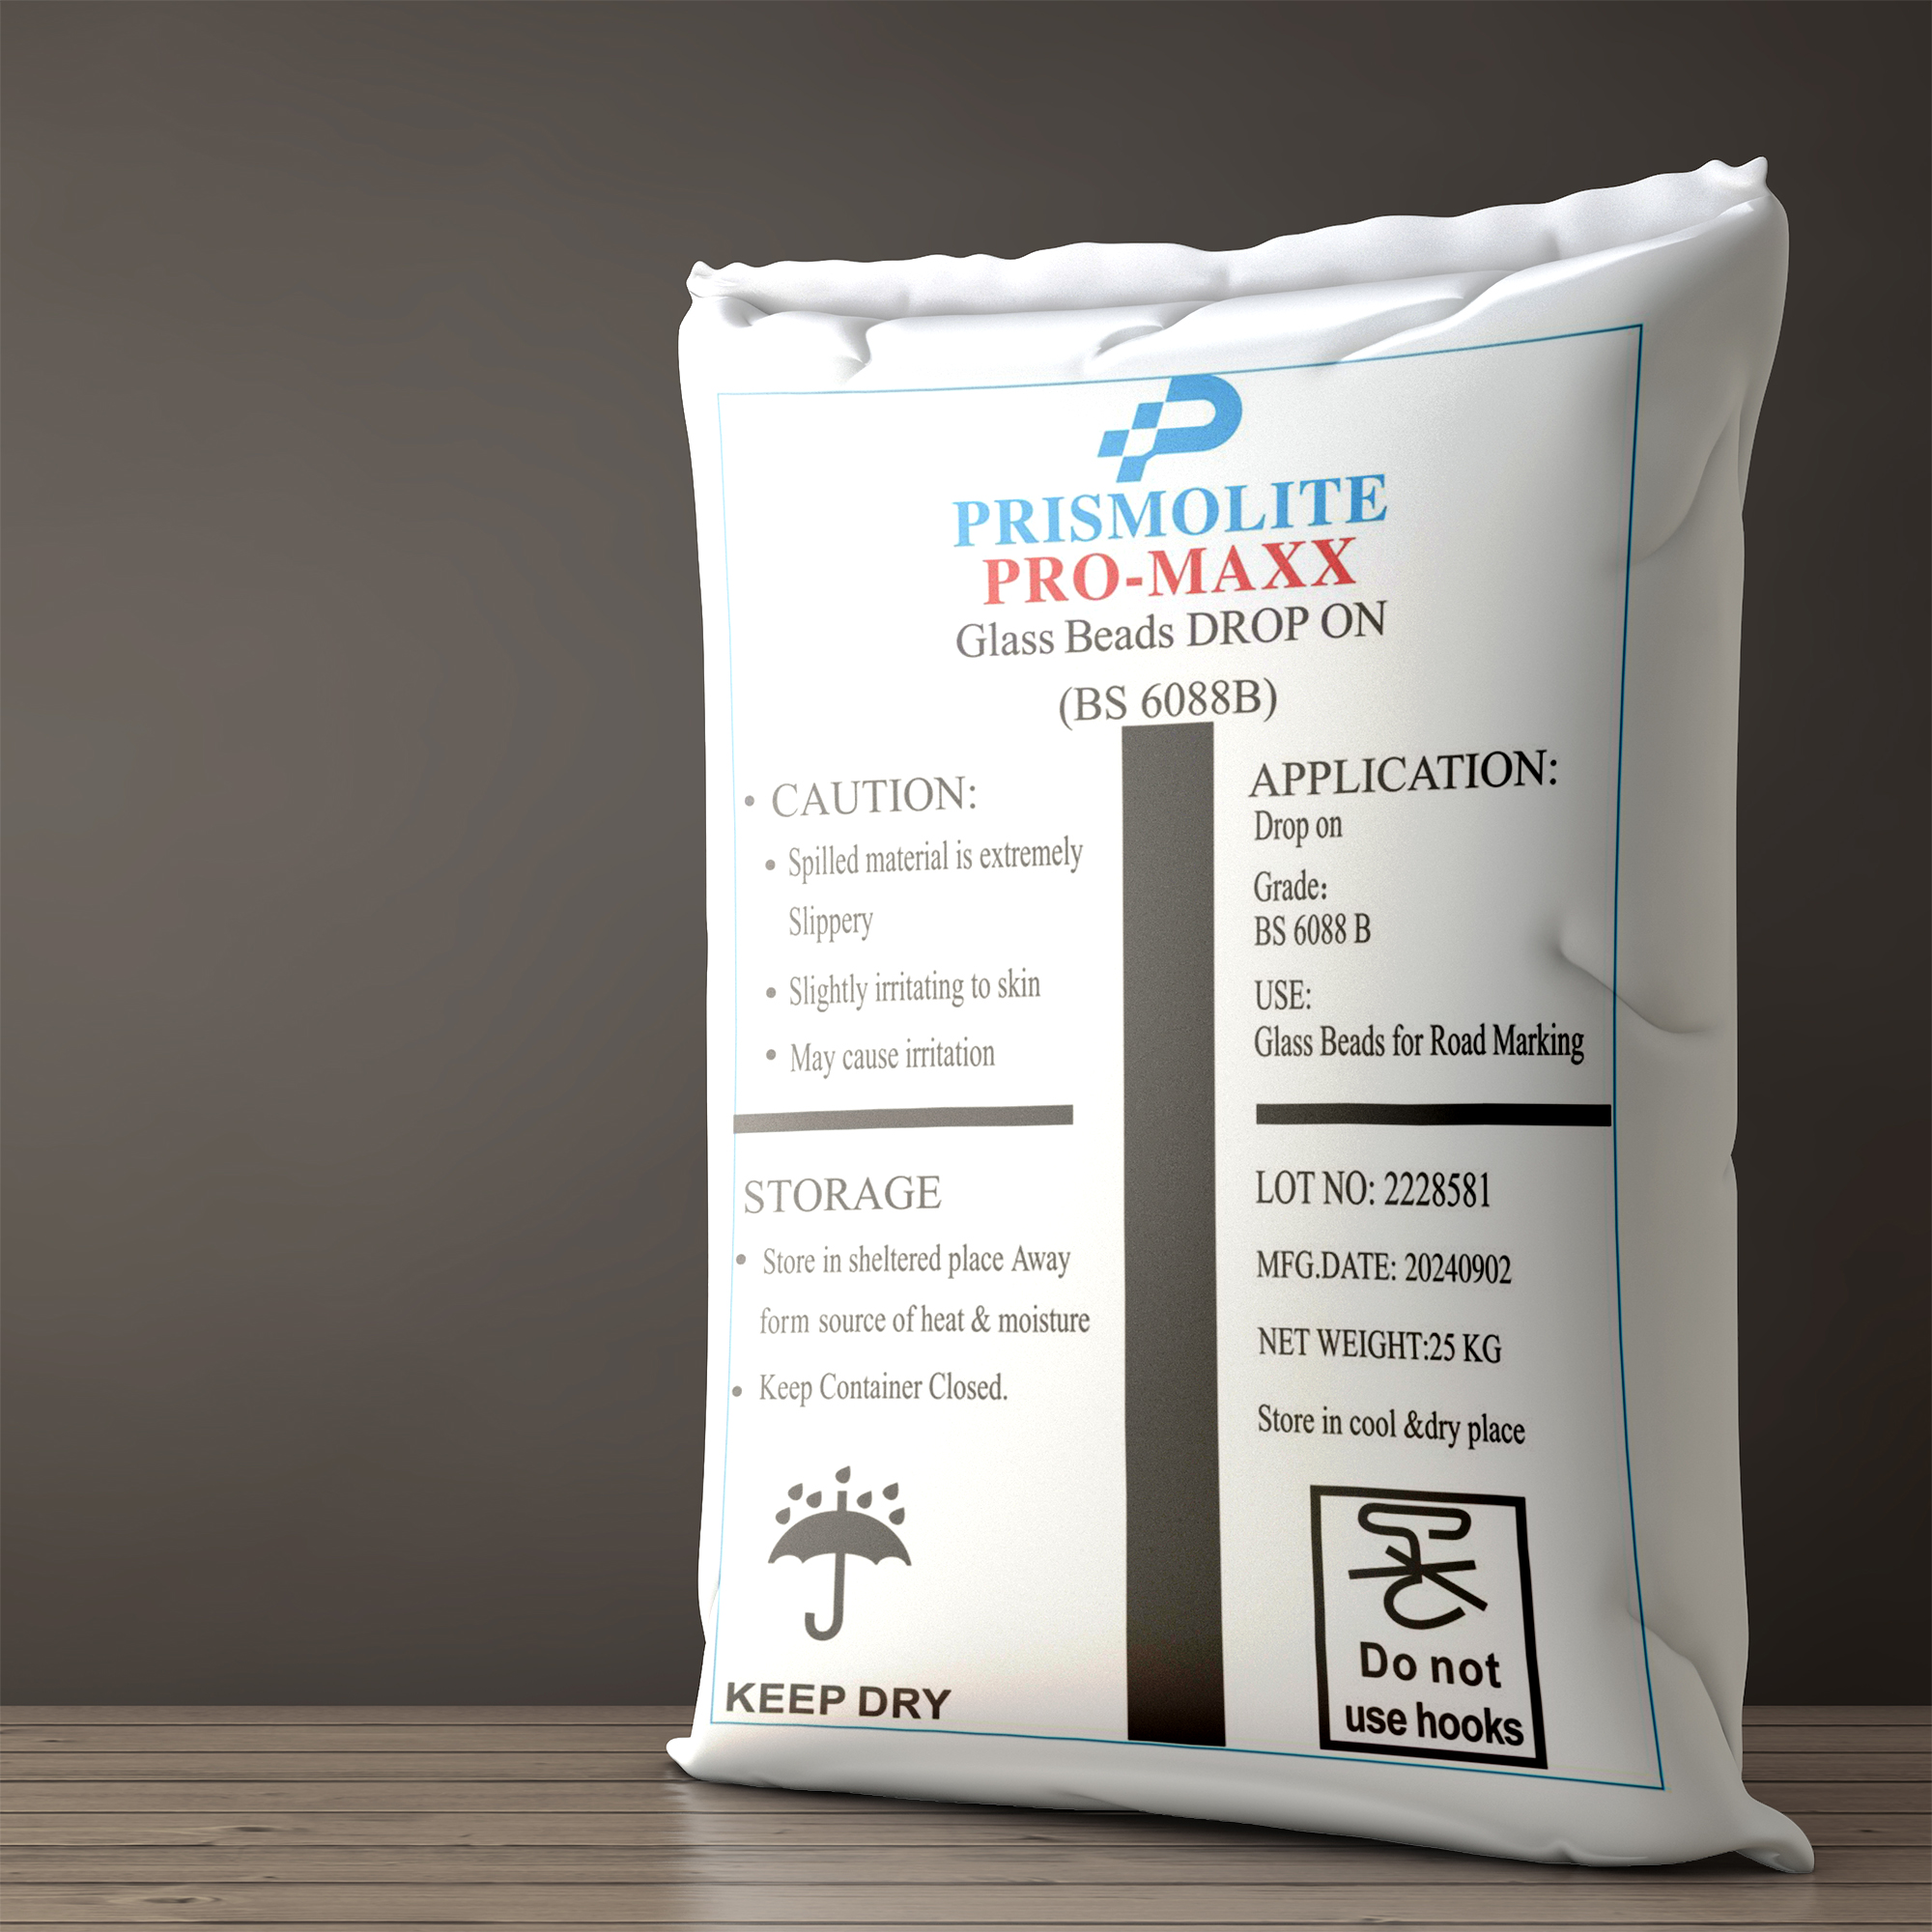 PRISMOLITE
PRO-MAXX
Glass Beads DROP ON
(BS 6088B)
• CAUTION:
• Spilled material is extremely
Slippery
• Slightly irritating to skin
• May cause irritation
STORAGE
• Store in sheltered place Away
form source of heat & moisture
• Keep Container Closed.
KEEP DRY
APPLICATION:
Drop on
Grade:
BS 6088 B
USE:
Glass Beads for Road Marking
LOT NO: 2228581
MFG.DATE: 20240902
NET WEIGHT:25 KG
Store in cool &dry place
Do not
use hooks